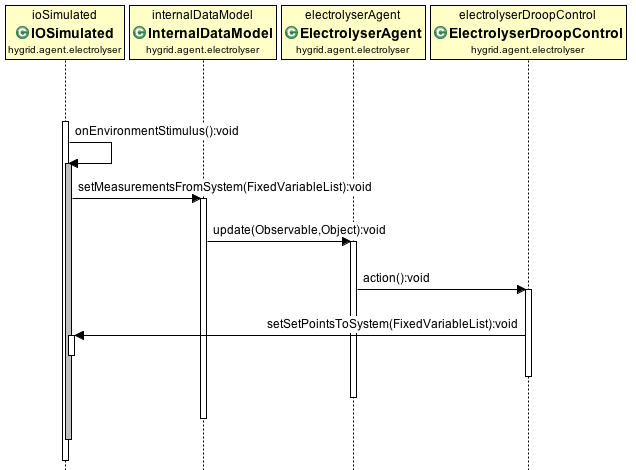 ioSimulated
C IOSimulated
hygrid.agent.electrolyser
internalDataModel
C InternalDataModel
hygrid.agent.electrolyser
electrolyserAgent
C ElectrolyserAgent
hygrid.agent.electrolyser
electrolyserDroopControl
C ElectrolyserDroopControl
hygrid.agent.electrolyser
onEnvironmentStimulus():void
setMeasurementsFromSystem(FixedVariableList):void
update(Observable,Object):void
action():void
setSetPointsToSystem(FixedVariableList):void